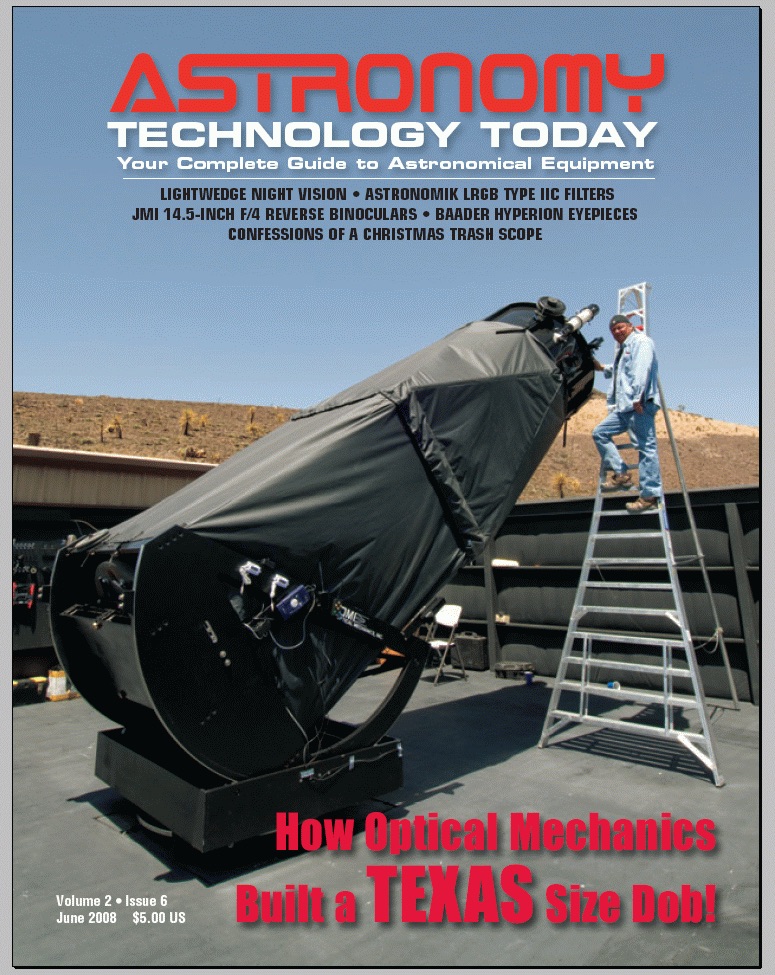 ASTRONOMY
TECHNOLOGY TODAY
Your Complete Guide to Astronomical Equipment
LIGHTWEDGE NIGHT VISION • ASTRONOMIK LRGB TYPE IIC FILTERS
JMI 14.5-INCH F/4 REVERSE BINOCULARS • BAADER HYPERION EYEPIECES
CONFESSIONS OF A CHRISTMAS TRASH SCOPE
JMI
How Optical Mechanics
Built a TEXAS Size Dob!
Volume 2 • Issue 6
June 2008 $5.00 US